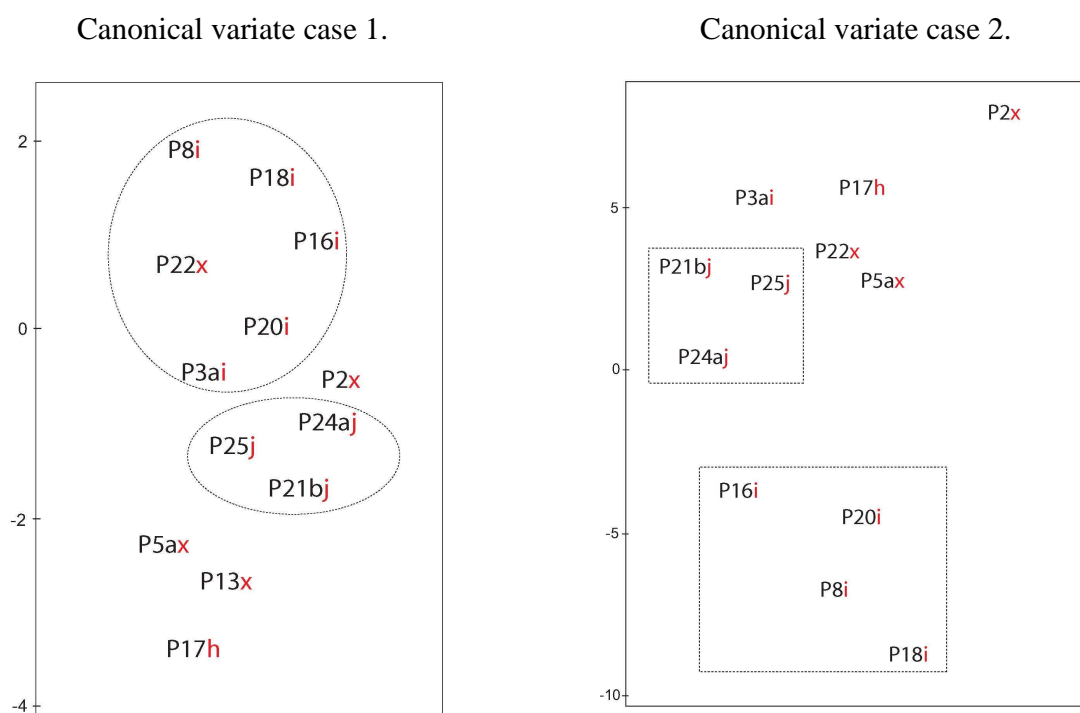 Canonical variate case 1.
2
P8i
P18i
P16i
P22x
0
P20i
P3ai
P2x
P24aj
P25j
P21bj
-2
P5ax
P13x
P17h
-4
Canonical variate case 2.
P2x
P17h
P3ai
5
P22x
P21bj
P25j
P5ax
P24aj
0
P16i
P20i
-5
P8i
P18i
-10